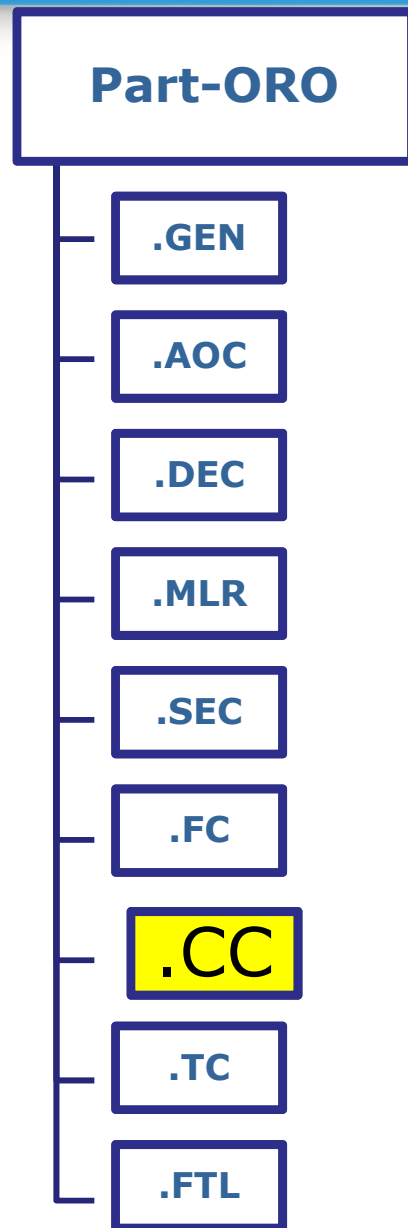 Part-ORO
.GEN
.AOC
.DEC
.MLR
.SEC
.FC
.CC
.TC
.FTL